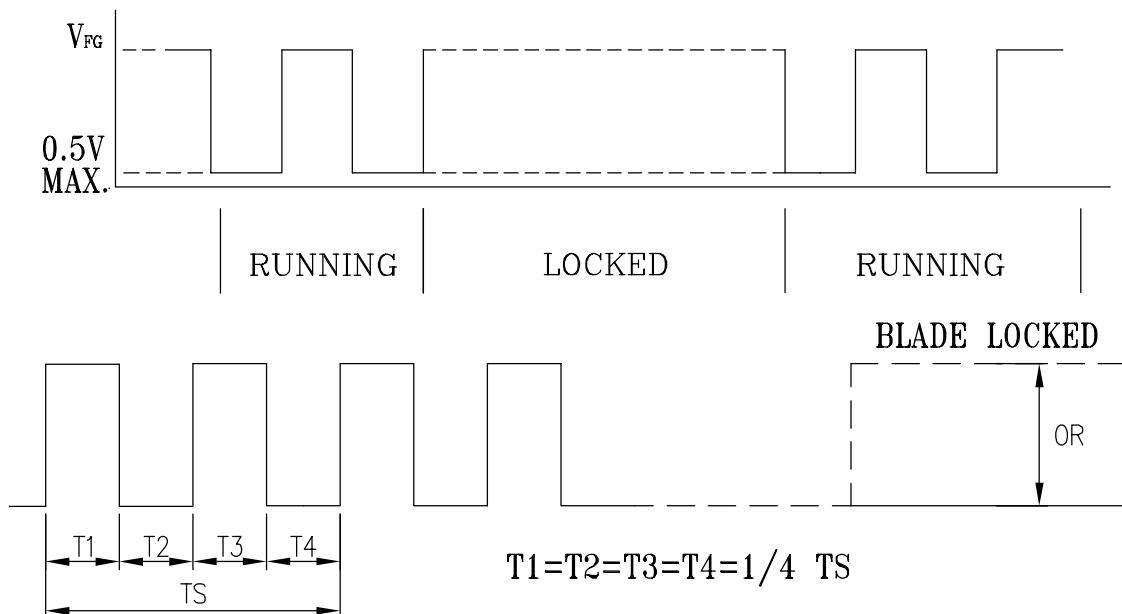 VFG
0.5V
MAX.
RUNNING LOCKED RUNNING
BLADE LOCKED
OR
T1 T2 T3 T4
TS
T1=T2=T3=T4=1/4 TS